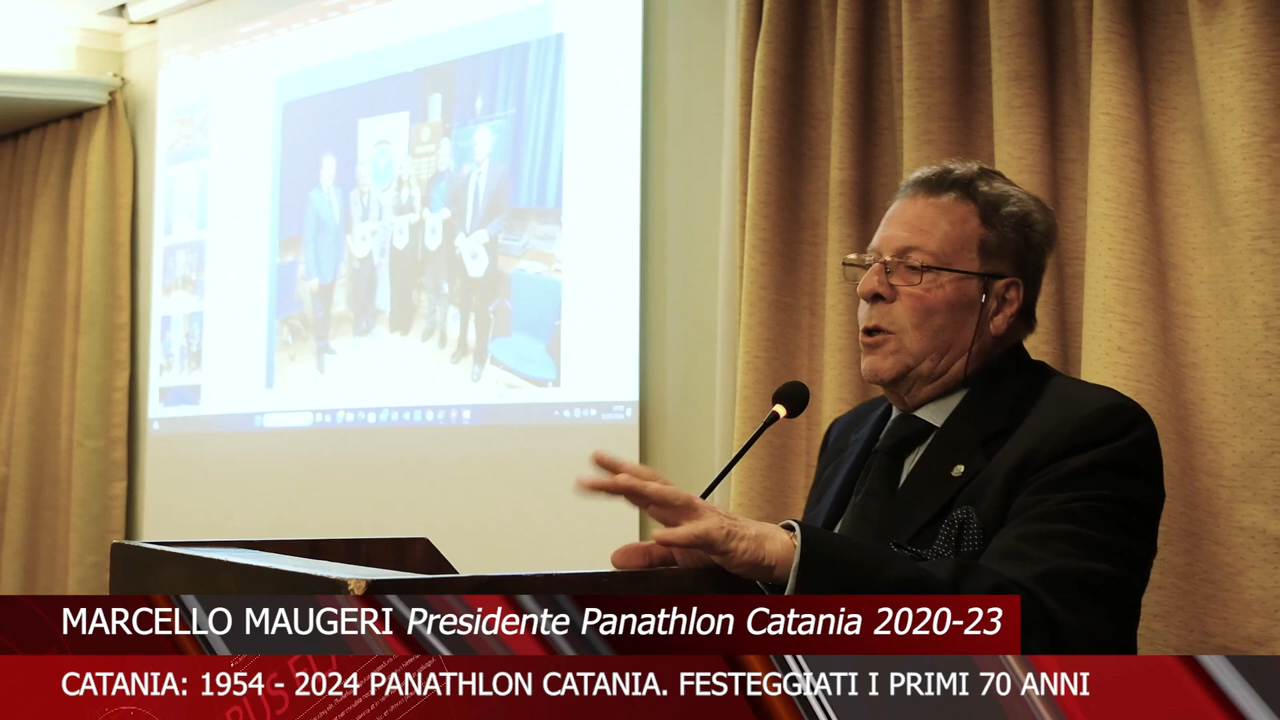 MARCELLO MAUGERI Presidente Panathlon Catania 2020-23
CATANIA: 1954 - 2024 PANATHLON CATANIA. FESTEGGIATI I PRIMI 70 ANNI